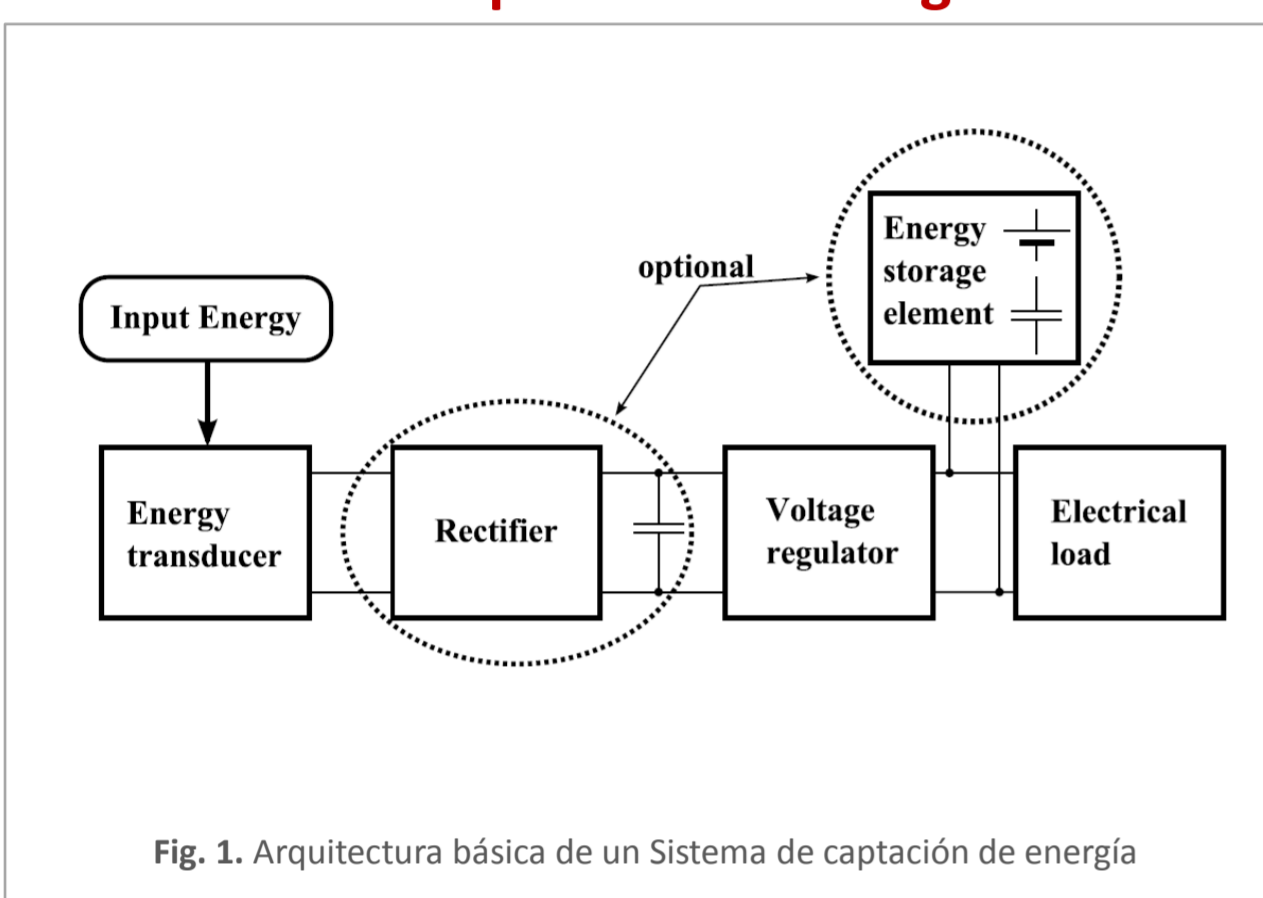 Input Energy
optional
Energy
storage
element
Energy
transducer
Rectifier
Voltage
regulator
Electrical
load
Fig. 1. Arquitectura básica de un Sistema de captación de energía